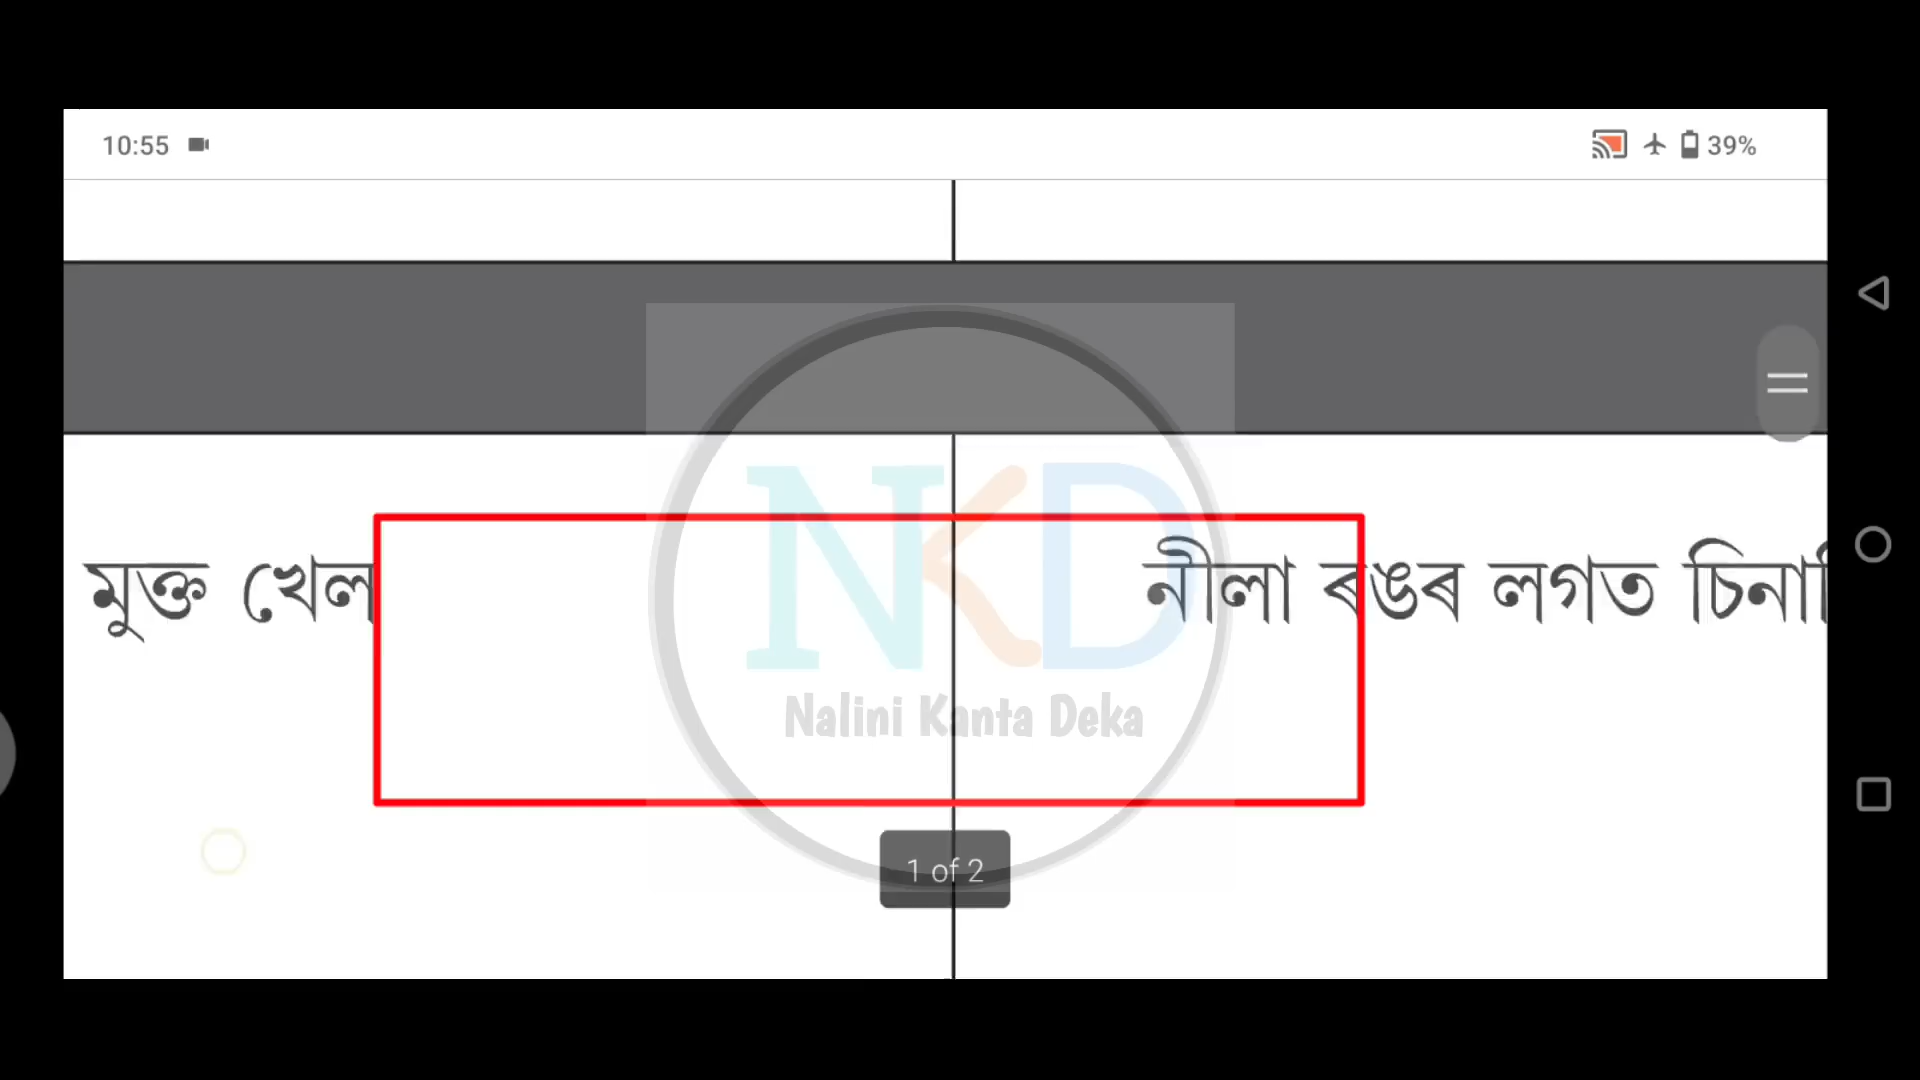 10:55
39%
মুক্ত খেল
নীলা ৰঙৰ লগত
NKD
Nalini Kanta Deka
1 of 2